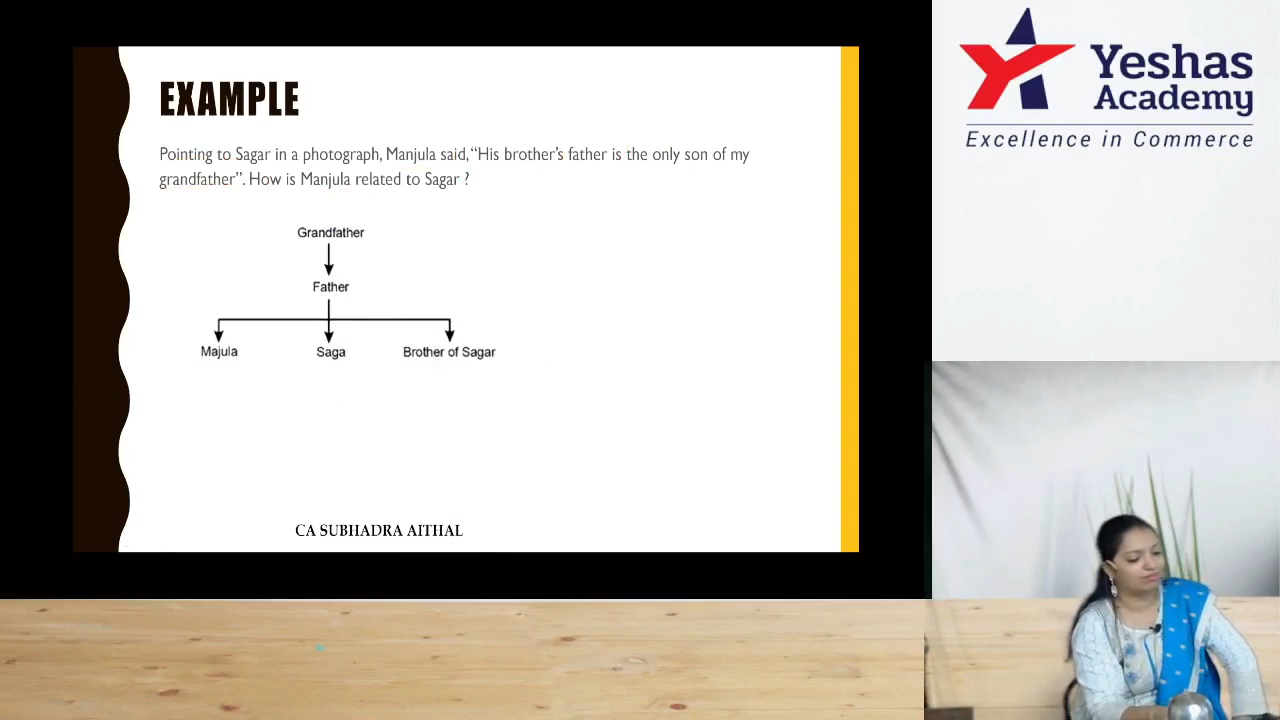 EXAMPLE
Pointing to Sagar in a photograph, Manjula said, “His brother’s father is the only son of my
grandfather”. How is Manjula related to Sagar ?
Grandfather
Father
Majula Saga Brother of Sagar
CA SUBHADRA AITHAL
Yeshas
Academy
Excellence in Commerce